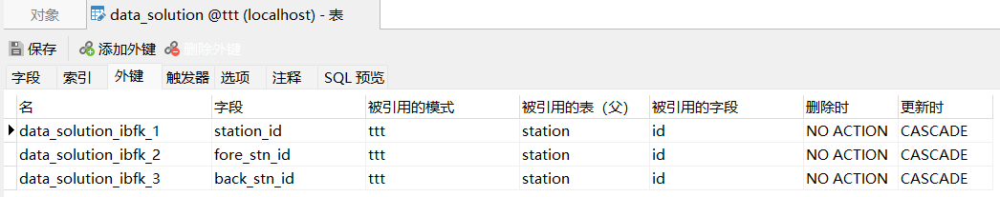 对象 data_solution @ttt (localhost) - 表
保存 添加外键 删除外键
字段 索引 外键 触发器 选项 注释 SQL 预览
名 字段 被引用的模式 被引用的表（父） 被引用的字段 删除时 更新时
data_solution_ibfk_1 station_id ttt station id NO ACTION CASCADE
data_solution_ibfk_2 fore_stn_id ttt station id NO ACTION CASCADE
data_solution_ibfk_3 back_stn_id ttt station id NO ACTION CASCADE